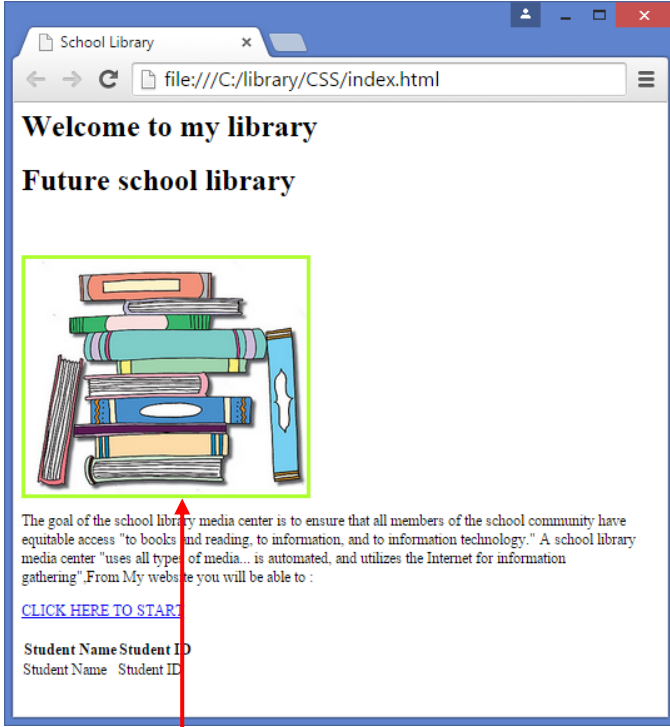 School Library
file:///C:/library/CSS/index.html
Welcome to my library
Future school library
The goal of the school library media center is to ensure that all members of the school community have
equitable access "to books and reading, to information, and to information technology." A school library
media center "uses all types of media... is automated, and utilizes the Internet for information
gathering",From My website you will be able to :
CLICK HERE TO START
Student Name Student ID
Student Name Student ID